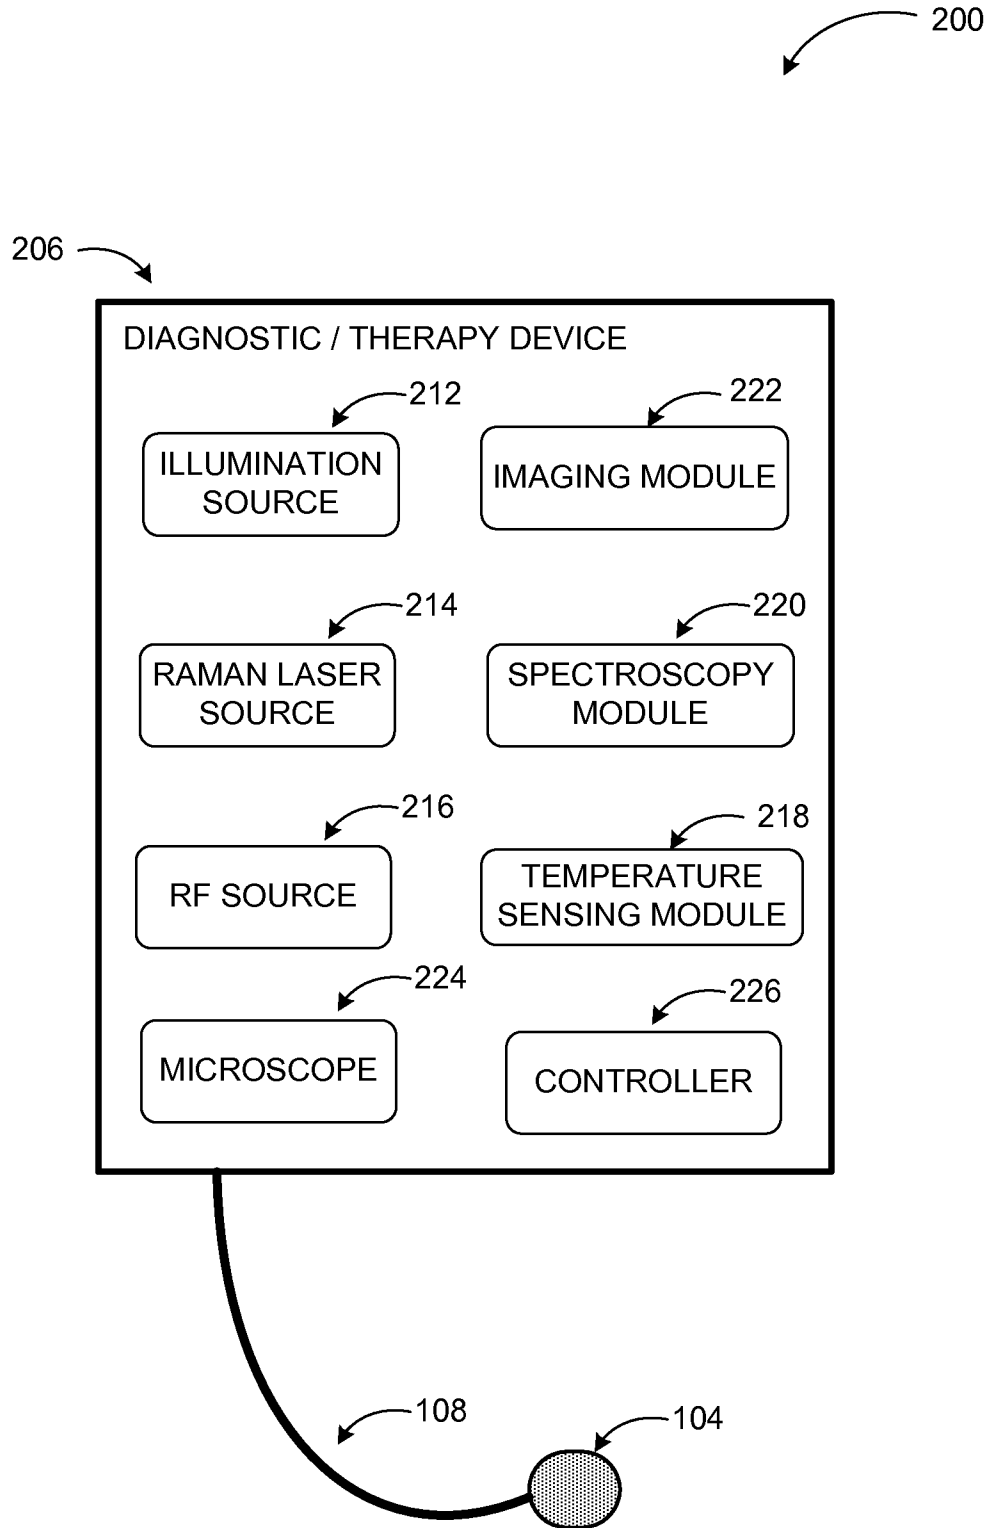 200
206
DIAGNOSTIC / THERAPY DEVICE
212
222
ILLUMINATION
SOURCE
IMAGING MODULE
214
220
RAMAN LASER
SOURCE
SPECTROSCOPY
MODULE
216
218
RF SOURCE
TEMPERATURE
SENSING MODULE
224
226
MICROSCOPE
CONTROLLER
108
104